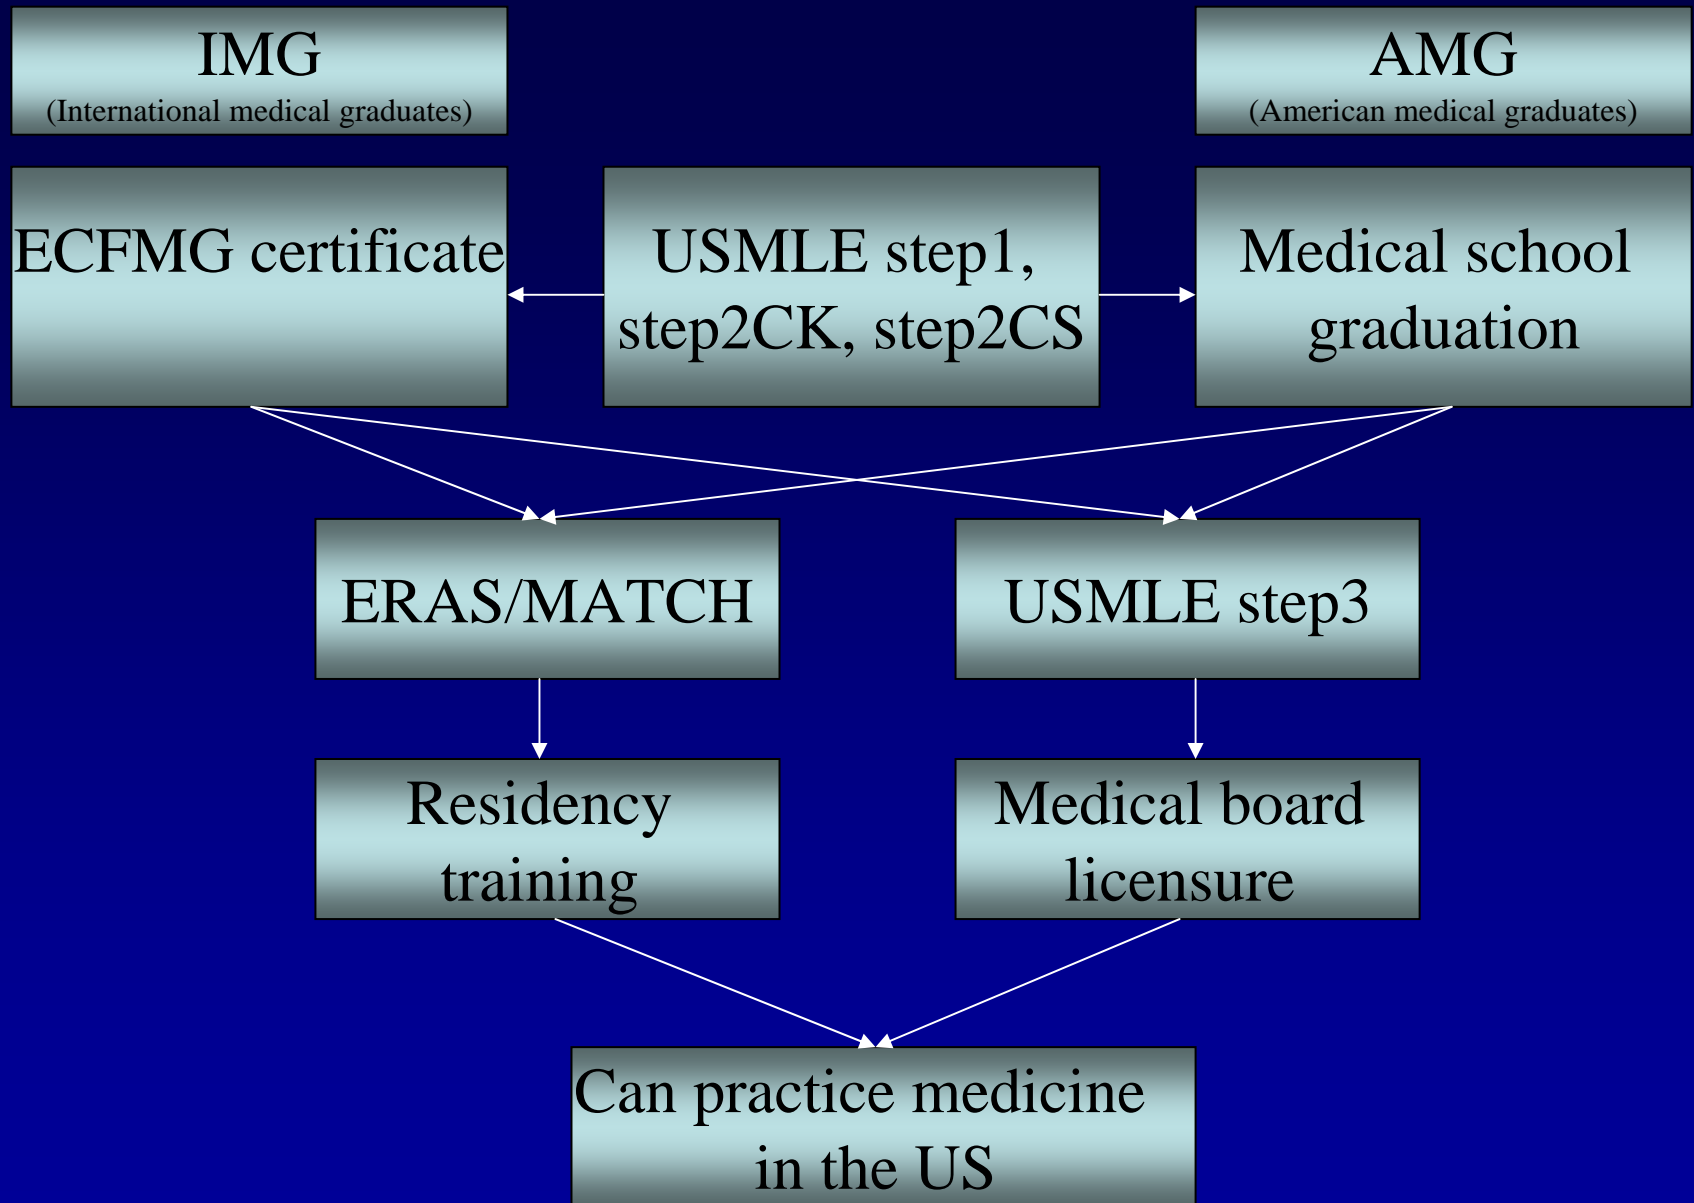 IMG
(International medical graduates)
AMG
(American medical graduates)
ECFMG certificate
USMLE step1,
step2CK, step2CS
Medical school
graduation
ERAS/MATCH
USMLE step3
Residency
training
Medical board
licensure
Can practice medicine
in the US